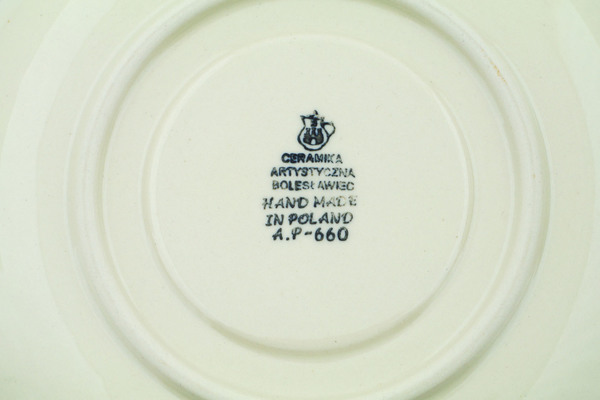 CERAMIKA
ARTYSTYCZNA
BOLESŁAWIEC
HAND MADE
IN POLAND
A.P-660